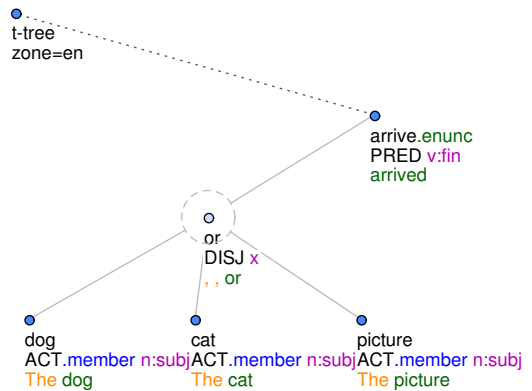 t-tree
zone=en
arrive.enunc
PRED v:fin
arrived
or
DISJ x
, , or
dog
ACT.member n:subj
The dog
cat
ACT.member n:subj
The cat
picture
ACT.member n:subj
The picture